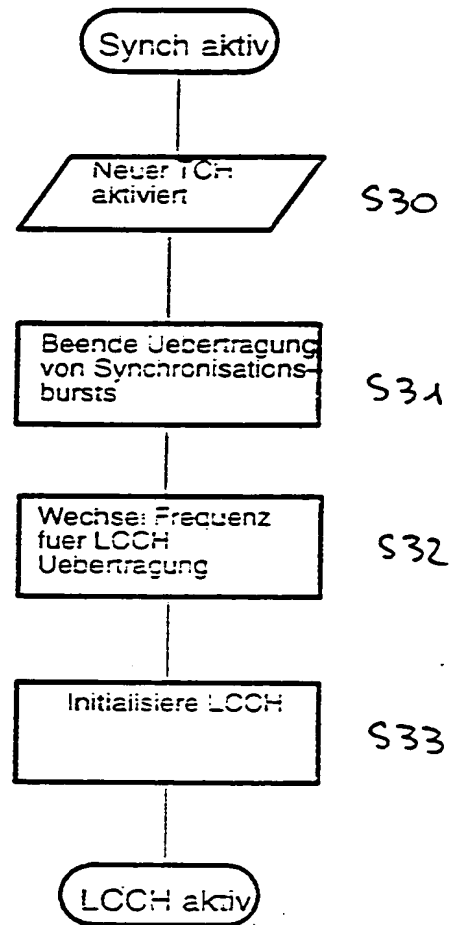 Synch aktiv
Neuer TCH
aktiviert
S30
Beende Uebertragung
von Synchronisations-
bursts
S31
Wechsel Frequenz
fuer LCCH
Uebertragung
S32
Initialisiere LCCH
S33
LCCH aktiv